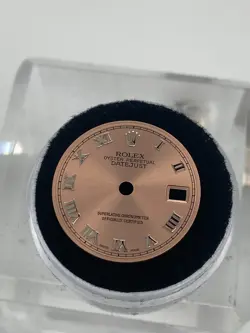 ROLEX
OYSTER PERPETUAL
DATEJUST
SUPERLATIVE CHRONOMETER
OFFICIALLY CERTIFIED